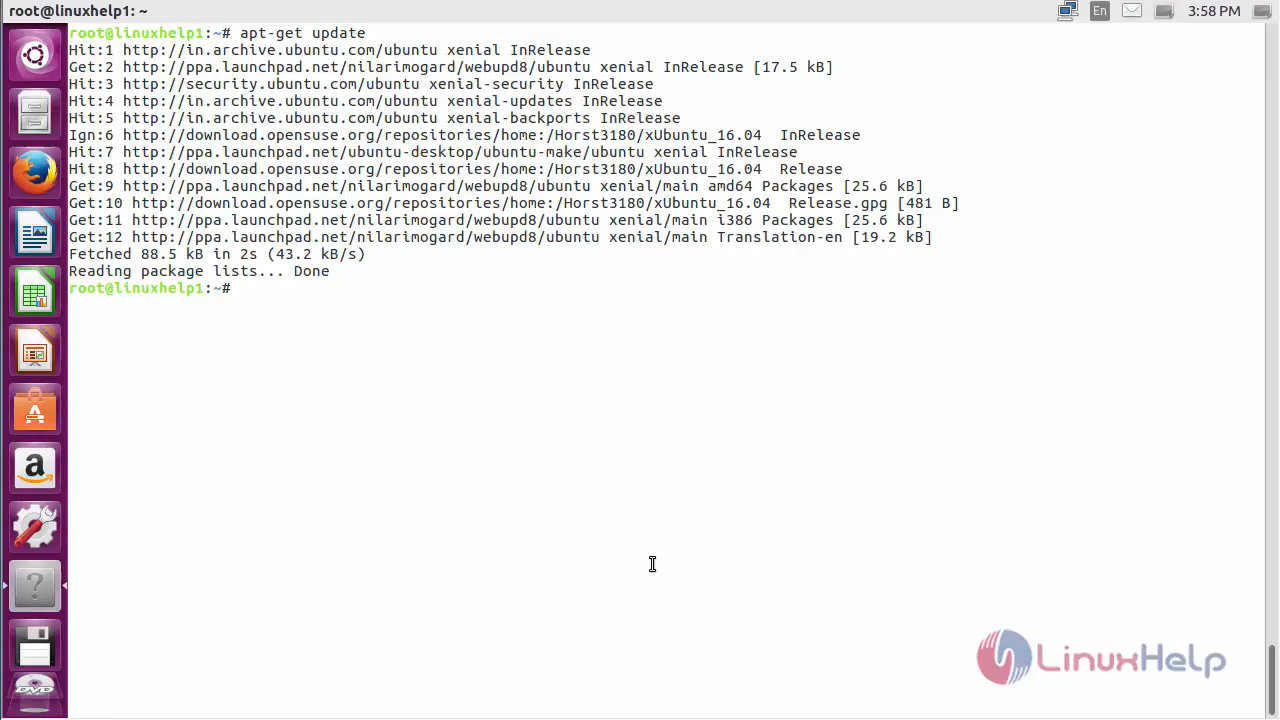 root@linuxhelp1: ~
En
3:58 PM
root@linuxhelp1:~# apt-get update
Hit:1 http://in.archive.ubuntu.com/ubuntu xenial InRelease
Get:2 http://ppa.launchpad.net/nilarimogard/webupd8/ubuntu xenial InRelease [17.5 kB]
Hit:3 http://security.ubuntu.com/ubuntu xenial-security InRelease
Hit:4 http://in.archive.ubuntu.com/ubuntu xenial-updates InRelease
Hit:5 http://in.archive.ubuntu.com/ubuntu xenial-backports InRelease
Ign:6 http://download.opensuse.org/repositories/home:/Horst3180/xUbuntu_16.04  InRelease
Hit:7 http://ppa.launchpad.net/ubuntu-desktop/ubuntu-make/ubuntu xenial InRelease
Hit:8 http://download.opensuse.org/repositories/home:/Horst3180/xUbuntu_16.04  Release
Get:9 http://ppa.launchpad.net/nilarimogard/webupd8/ubuntu xenial/main amd64 Packages [25.6 kB]
Get:10 http://download.opensuse.org/repositories/home:/Horst3180/xUbuntu_16.04  Release.gpg [481 B]
Get:11 http://ppa.launchpad.net/nilarimogard/webupd8/ubuntu xenial/main i386 Packages [25.6 kB]
Get:12 http://ppa.launchpad.net/nilarimogard/webupd8/ubuntu xenial/main Translation-en [19.2 kB]
Fetched 88.5 kB in 2s (43.2 kB/s)
Reading package lists... Done
root@linuxhelp1:~#
A
a
?
DVD
LinuxHelp